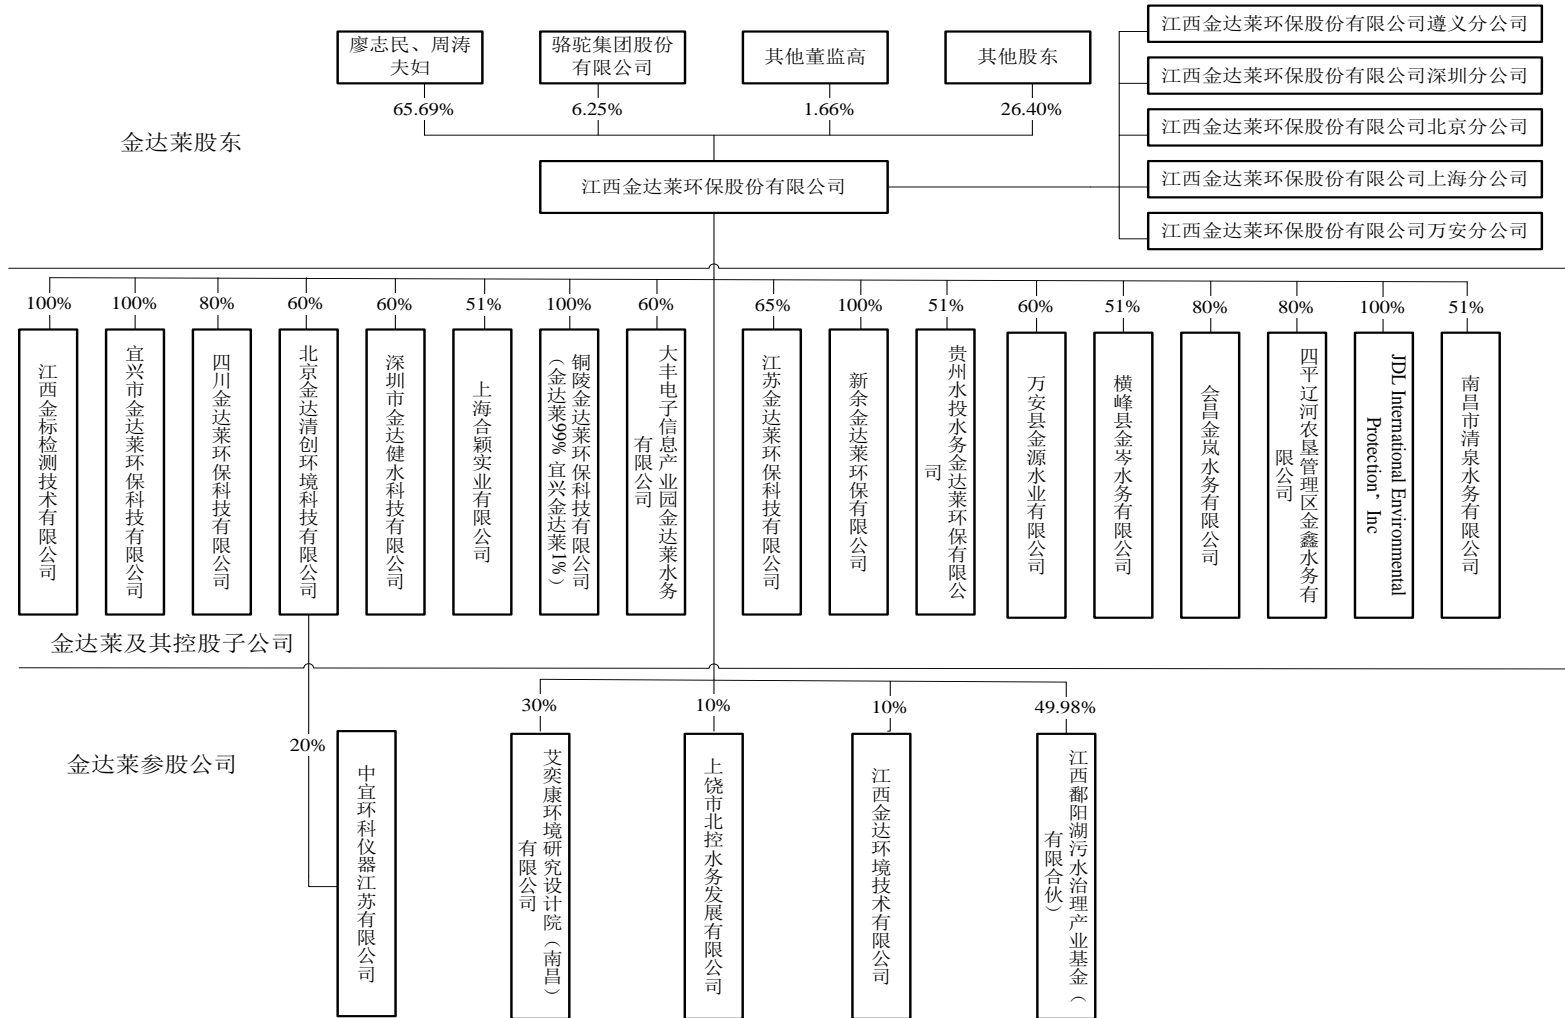 廖志民、周涛
夫妇
骆驼集团股份
有限公司
其他董监高
其他股东
65.69%
6.25%
1.66%
26.40%
江西金达莱环保股份有限公司遵义分公司
江西金达莱环保股份有限公司深圳分公司
江西金达莱环保股份有限公司北京分公司
江西金达莱环保股份有限公司上海分公司
江西金达莱环保股份有限公司万安分公司
金达莱股东
江西金达莱环保股份有限公司
100%
100%
80%
60%
60%
51%
100%
60%
65%
100%
51%
60%
51%
80%
80%
100%
51%
江西金标检测技术有限公司
宜兴市金达莱环保科技有限公司
四川金达莱环保科技有限公司
北京金达清创环境科技有限公司
深圳市金达健水科技有限公司
上海合颖实业有限公司
铜陵金达莱环保科技有限公司
（金达莱99% 宜兴金达莱1%）
大丰电子信息产业园金达莱水务
有限公司
江苏金达莱环保科技有限公司
新余金达莱环保有限公司
贵州水投水务金达莱环保有限公
司
万安县金源水业有限公司
横峰县金岑水务有限公司
会昌金岚水务有限公司
四平辽河农垦管理区金鑫水务有
限公司
JDL International Environmental
Protection, Inc
南昌市清泉水务有限公司
金达莱及其控股子公司
20%
30%
10%
10%
49.98%
金达莱参股公司
中宜环科仪器江苏有限公司
艾奕康环境研究设计院（南昌）
有限公司
上饶市北控水务发展有限公司
江西金达环境技术有限公司
江西鄱阳湖污水治理产业基金（
有限合伙）